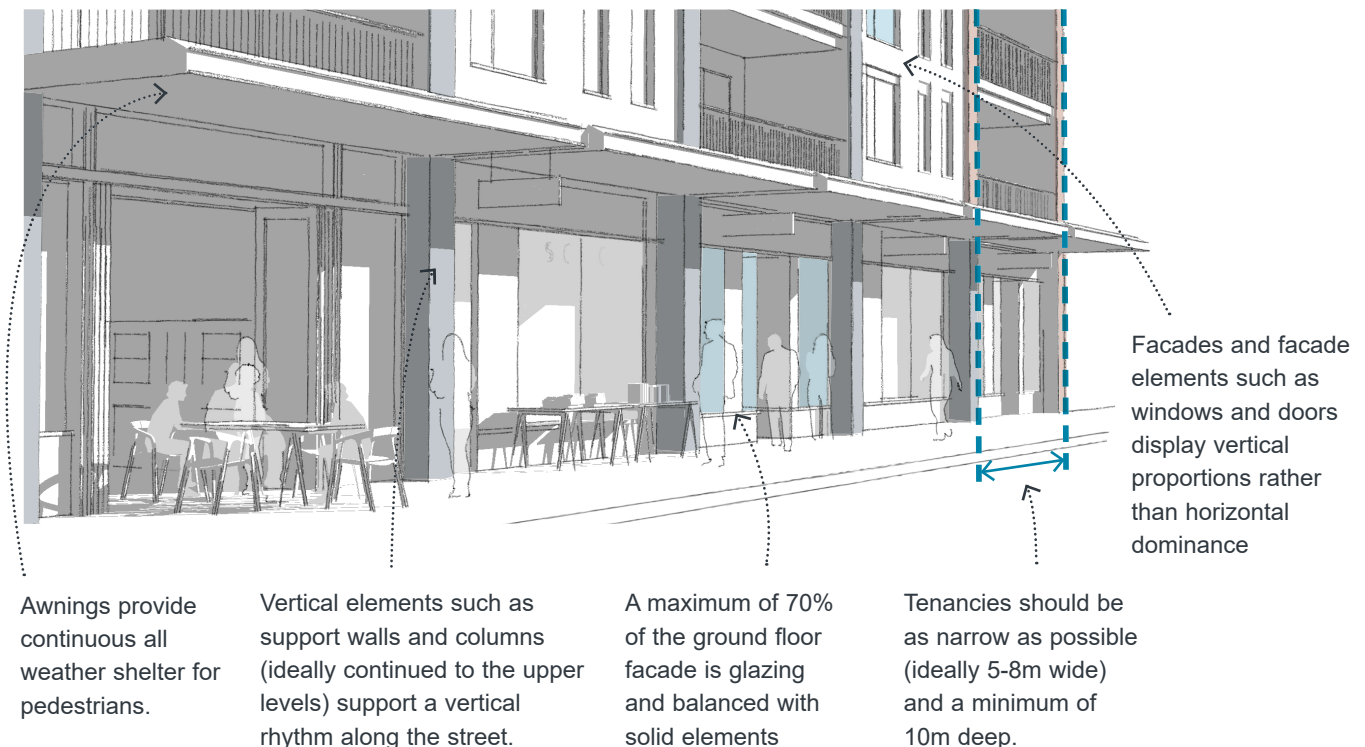 Facades and facade
elements such as
windows and doors
display vertical
proportions rather
than horizontal
dominance
Awnings provide
continuous all
weather shelter for
pedestrians.
Vertical elements such as
support walls and columns
(ideally continued to the upper
levels) support a vertical
rhythm along the street.
A maximum of 70%
of the ground floor
facade is glazing
and balanced with
solid elements
Tenancies should be
as narrow as possible
(ideally 5-8m wide)
and a minimum of
10m deep.